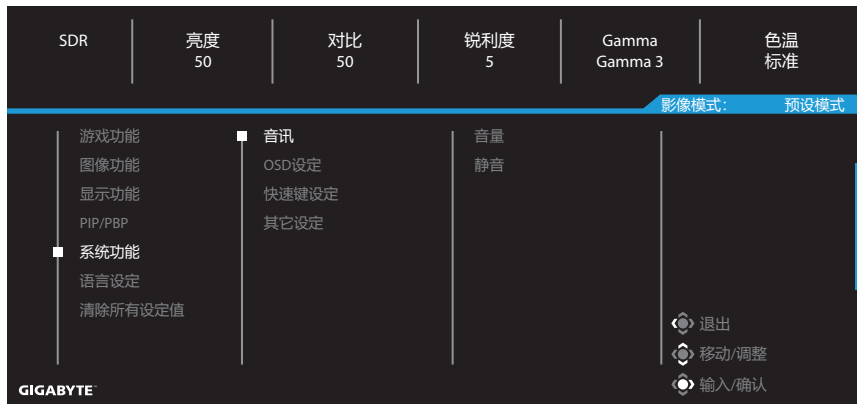 SDR 亮度 对比 锐利度 Gamma 色温
50 50 5 Gamma 3 标准
影像模式： 预设模式
游戏功能 音讯 音量
图像功能 OSD设定 静音
显示功能 快速键设定
PIP/PBP 其它设定
系统功能
语言设定
清除所有设定值
退出
移动/调整
GIGABYTE 输入/确认